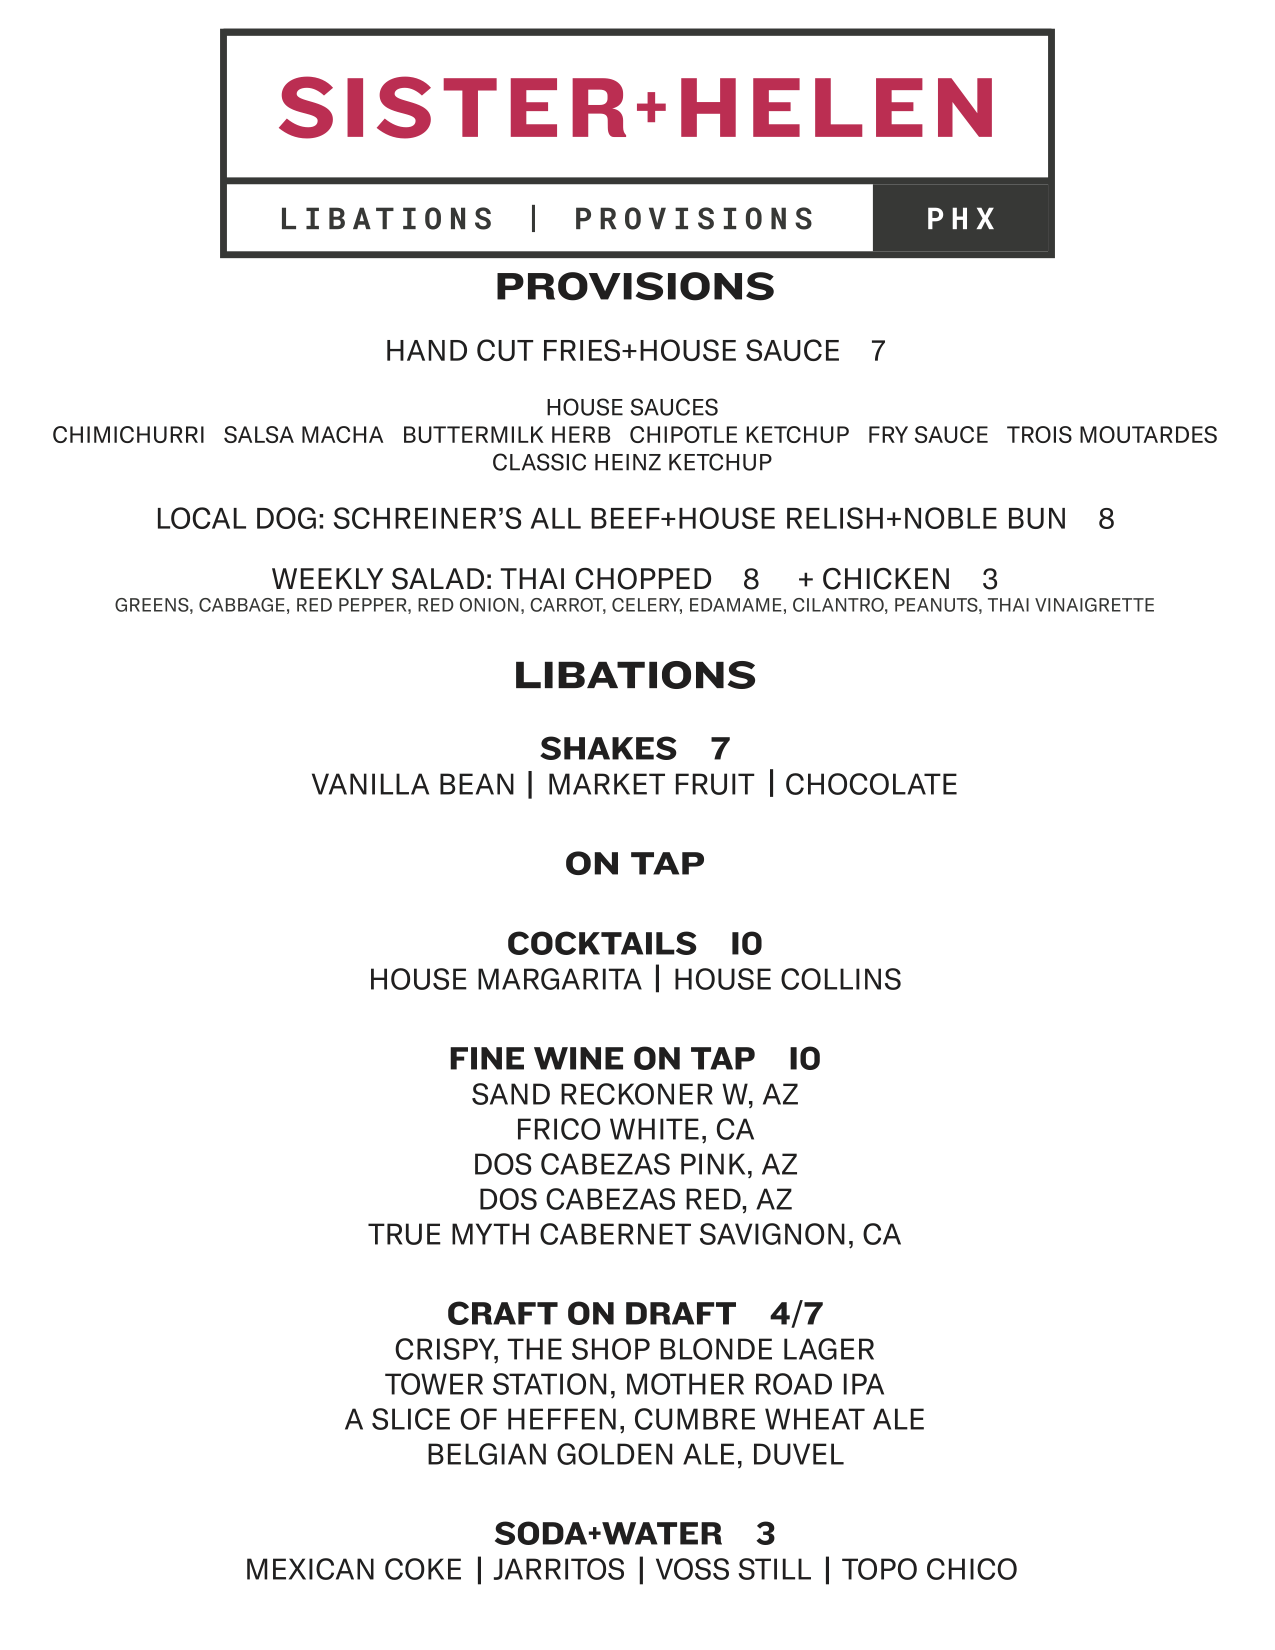 SISTER+HELEN
LIBATIONS | PROVISIONS PHX
PROVISIONS
HAND CUT FRIES+HOUSE SAUCE 7
HOUSE SAUCES
CHIMICHURRI SALSA MACHA BUTTERMILK HERB CHIPOTLE KETCHUP FRY SAUCE TROIS MOUTARDES
CLASSIC HEINZ KETCHUP
LOCAL DOG: SCHREINER'S ALL BEEF+HOUSE RELISH+NOBLE BUN 8
WEEKLY SALAD: THAI CHOPPED 8 + CHICKEN 3
GREENS, CABBAGE, RED PEPPER, RED ONION, CARROT, CELERY, EDAMAME, CILANTRO, PEANUTS, THAI VINAIGRETTE
LIBATIONS
SHAKES 7
VANILLA BEAN | MARKET FRUIT | CHOCOLATE
ON TAP
COCKTAILS 10
HOUSE MARGARITA | HOUSE COLLINS
FINE WINE ON TAP 10
SAND RECKONER W, AZ
FRICO WHITE, CA
DOS CABEZAS PINK, AZ
DOS CABEZAS RED, AZ
TRUE MYTH CABERNET SAVIGNON, CA
CRAFT ON DRAFT 4/7
CRISPY, THE SHOP BLONDE LAGER
TOWER STATION, MOTHER ROAD IPA
A SLICE OF HEFFEN, CUMBRE WHEAT ALE
BELGIAN GOLDEN ALE, DUVEL
SODA+WATER 3
MEXICAN COKE | JARRITOS | VOSS STILL | TOPO CHICO